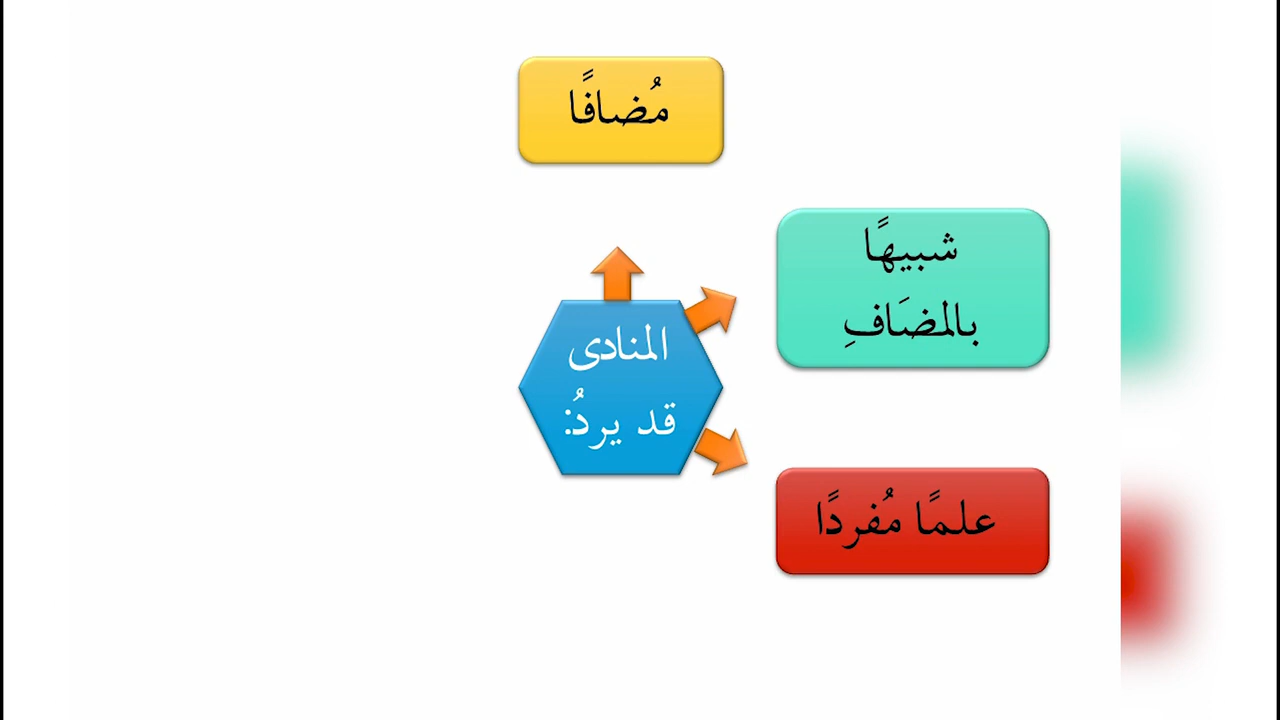 مُضافًا
شبيهًا
بالمضَافِ
المنادى
قد يردُ:
علمًا مُفردًا